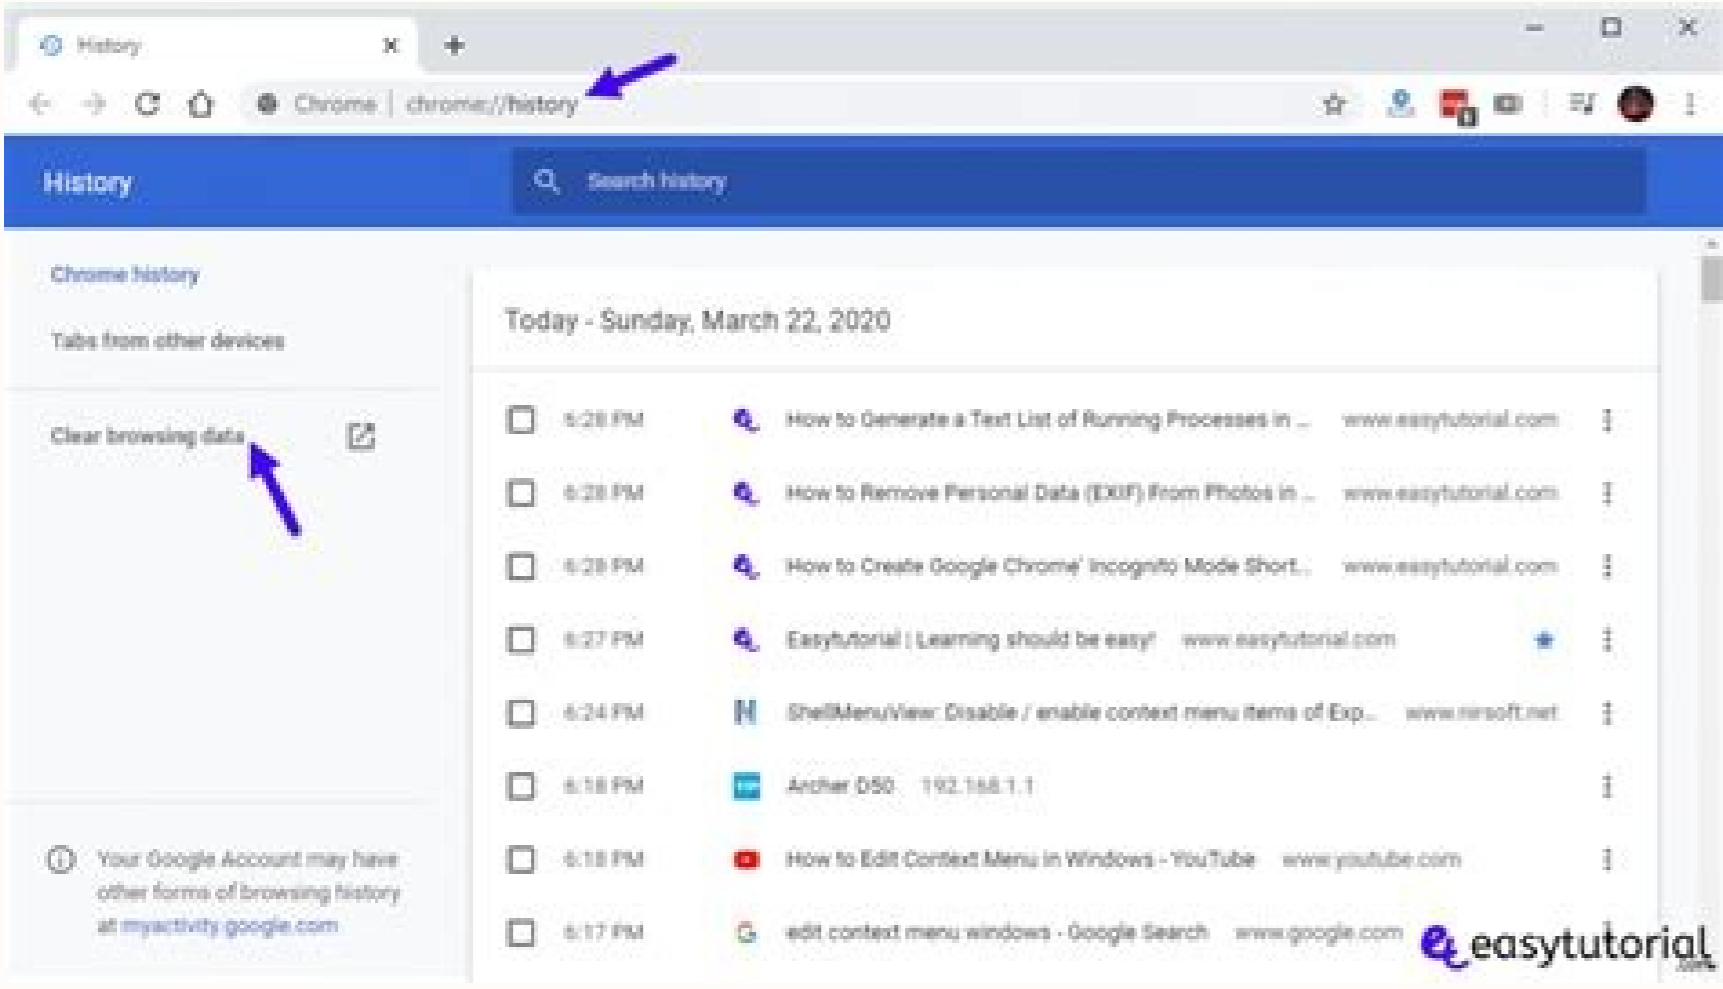 History
Chrome | chrome://history
History
Search history
Chrome history
Tabs from other devices
Clear browsing data
Today - Sunday, March 22, 2020
6:28 PM How to Generate a Text List of Running Processes in ... www.easytutorial.com
6:28 PM How to Remove Personal Data (EXIF) From Photos in ... www.easytutorial.com
6:28 PM How to Create Google Chrome' Incognito Mode Short... www.easytutorial.com
6:27 PM Easytutorial | Learning should be easy! www.easytutorial.com
6:24 PM ShellMenuView: Disable / enable context menu items of Exp... www.nirsoft.net
6:18 PM Archer D50 192.168.1.1
6:18 PM How to Edit Context Menu in Windows - YouTube www.youtube.com
6:17 PM edit context menu windows - Google Search www.google.com
Your Google Account may have
other forms of browsing history
at myactivity.google.com
easytutorial
.com